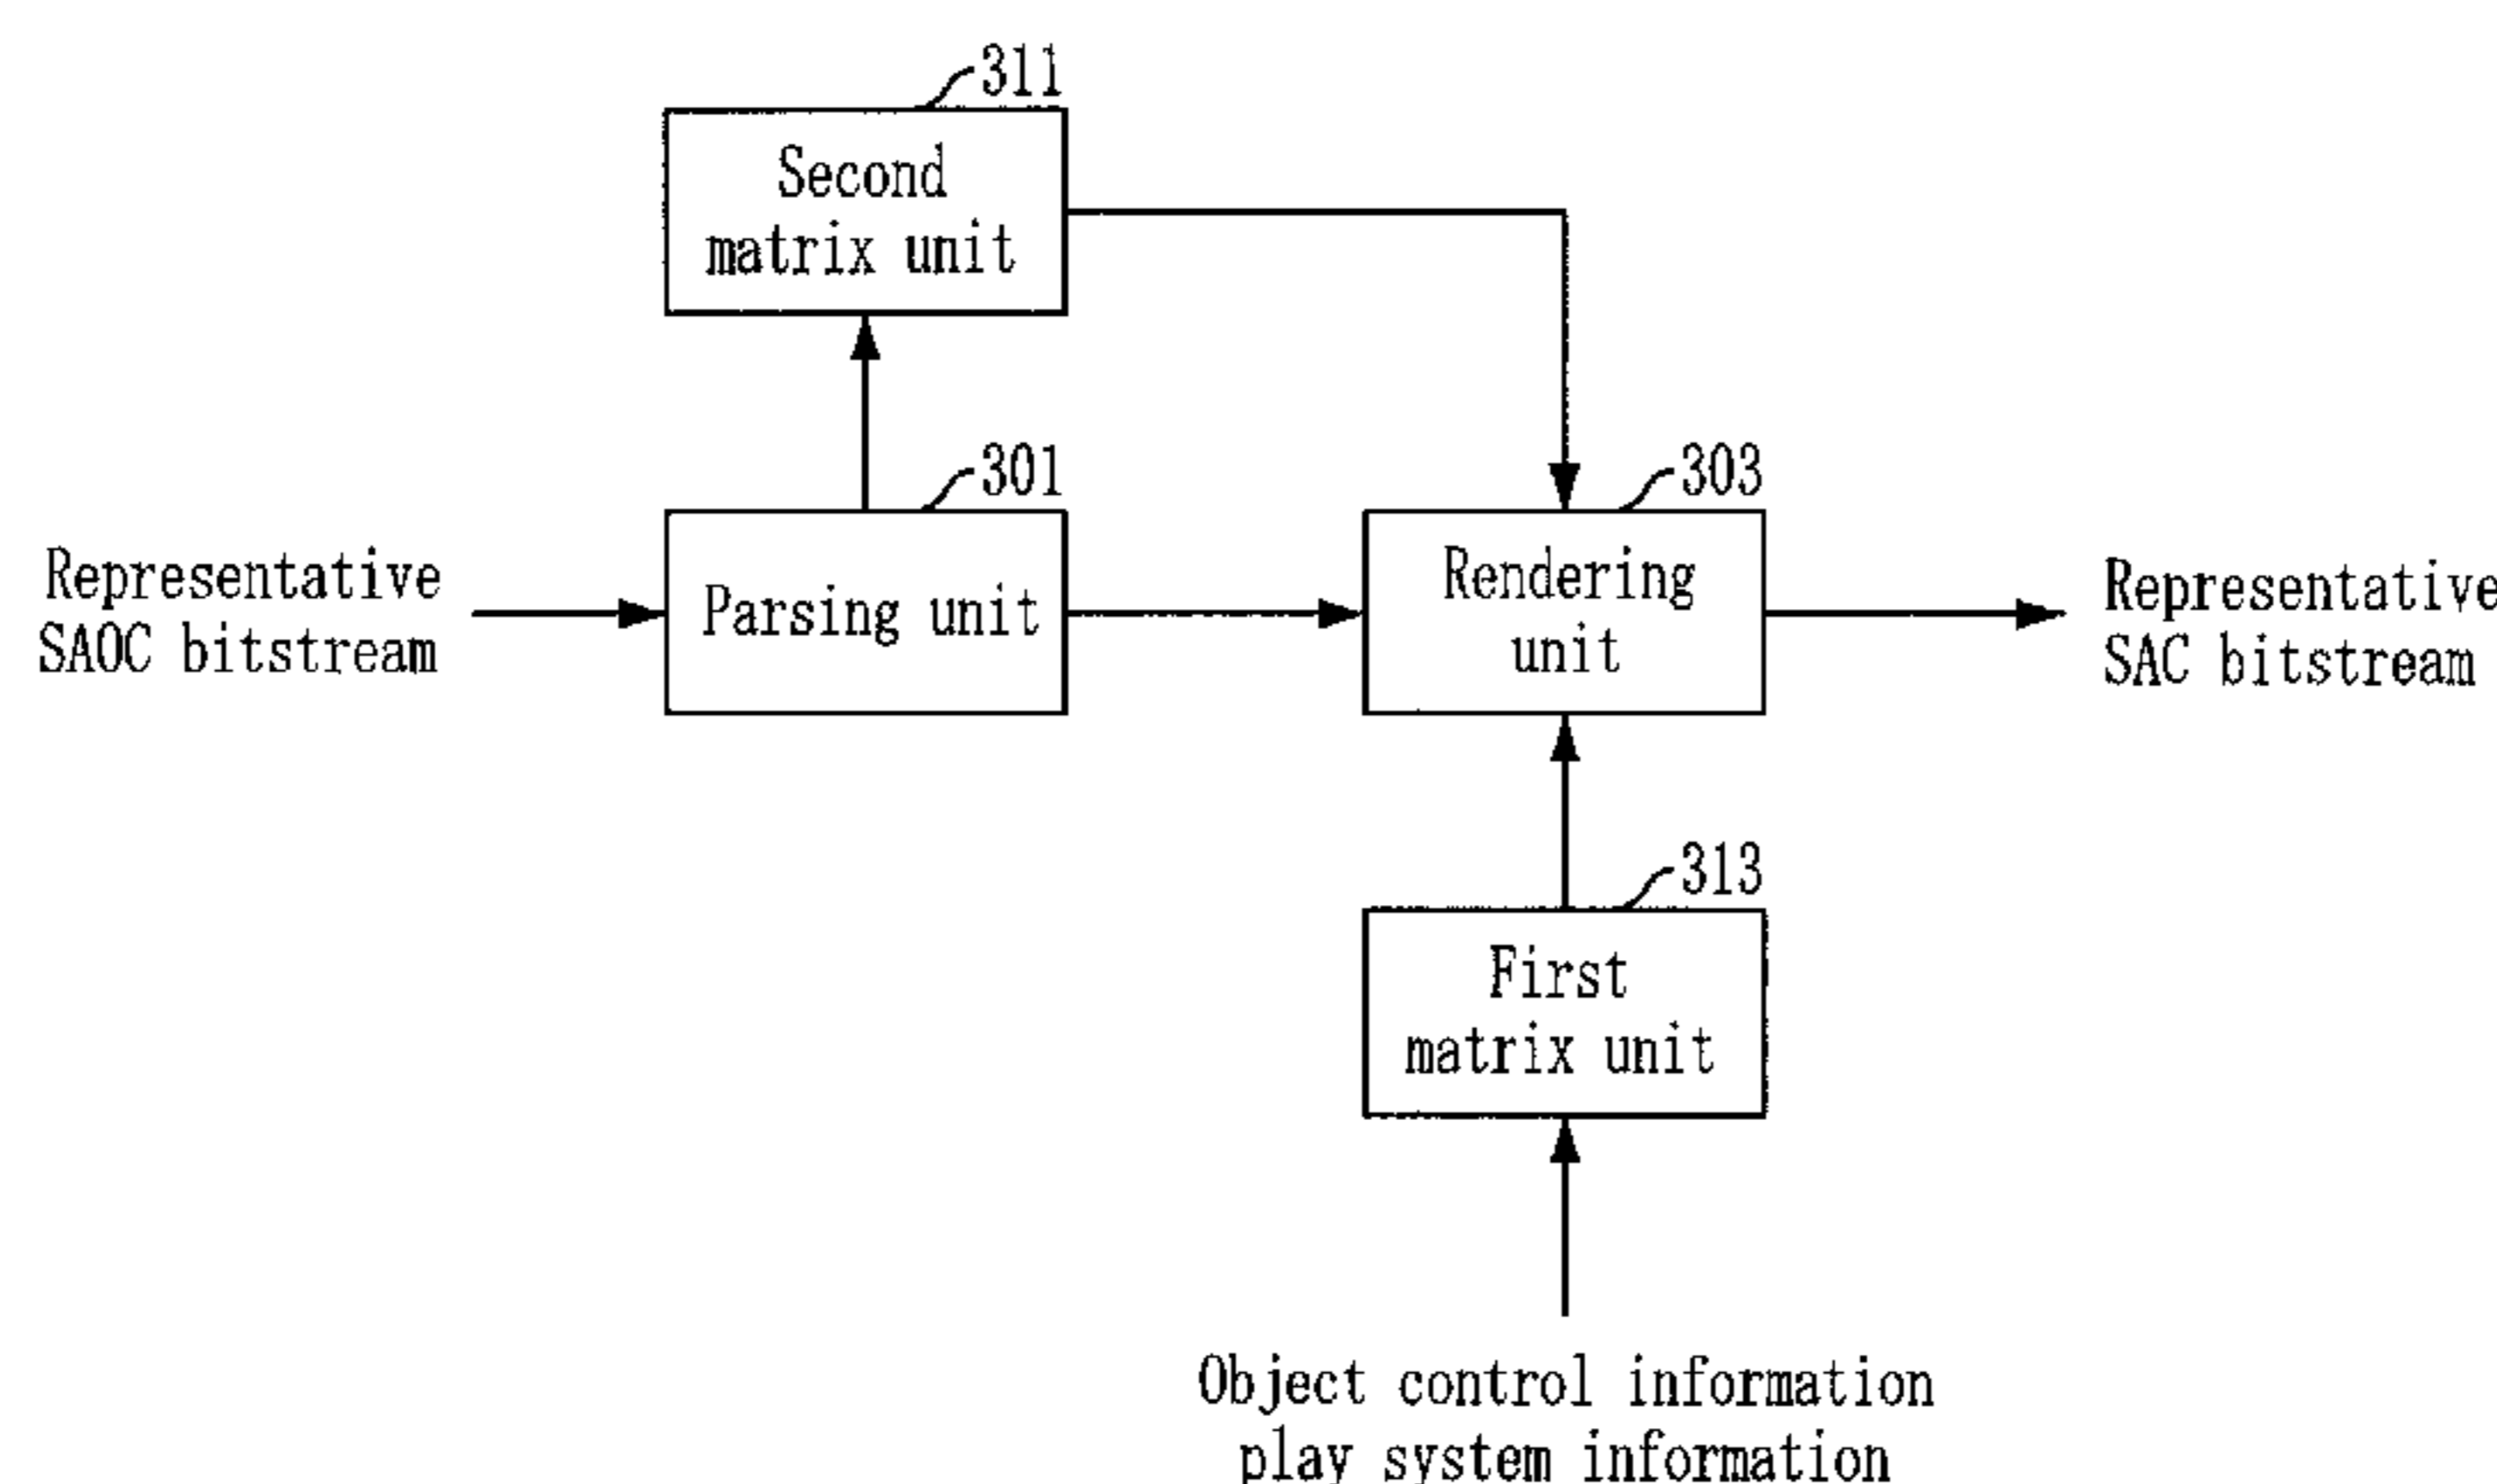 311
Second
matrix unit
301
303
Representative
SAOC bitstream
Parsing unit
Rendering
unit
Representative
SAC bitstream
313
First
matrix unit
Object control information
play system information